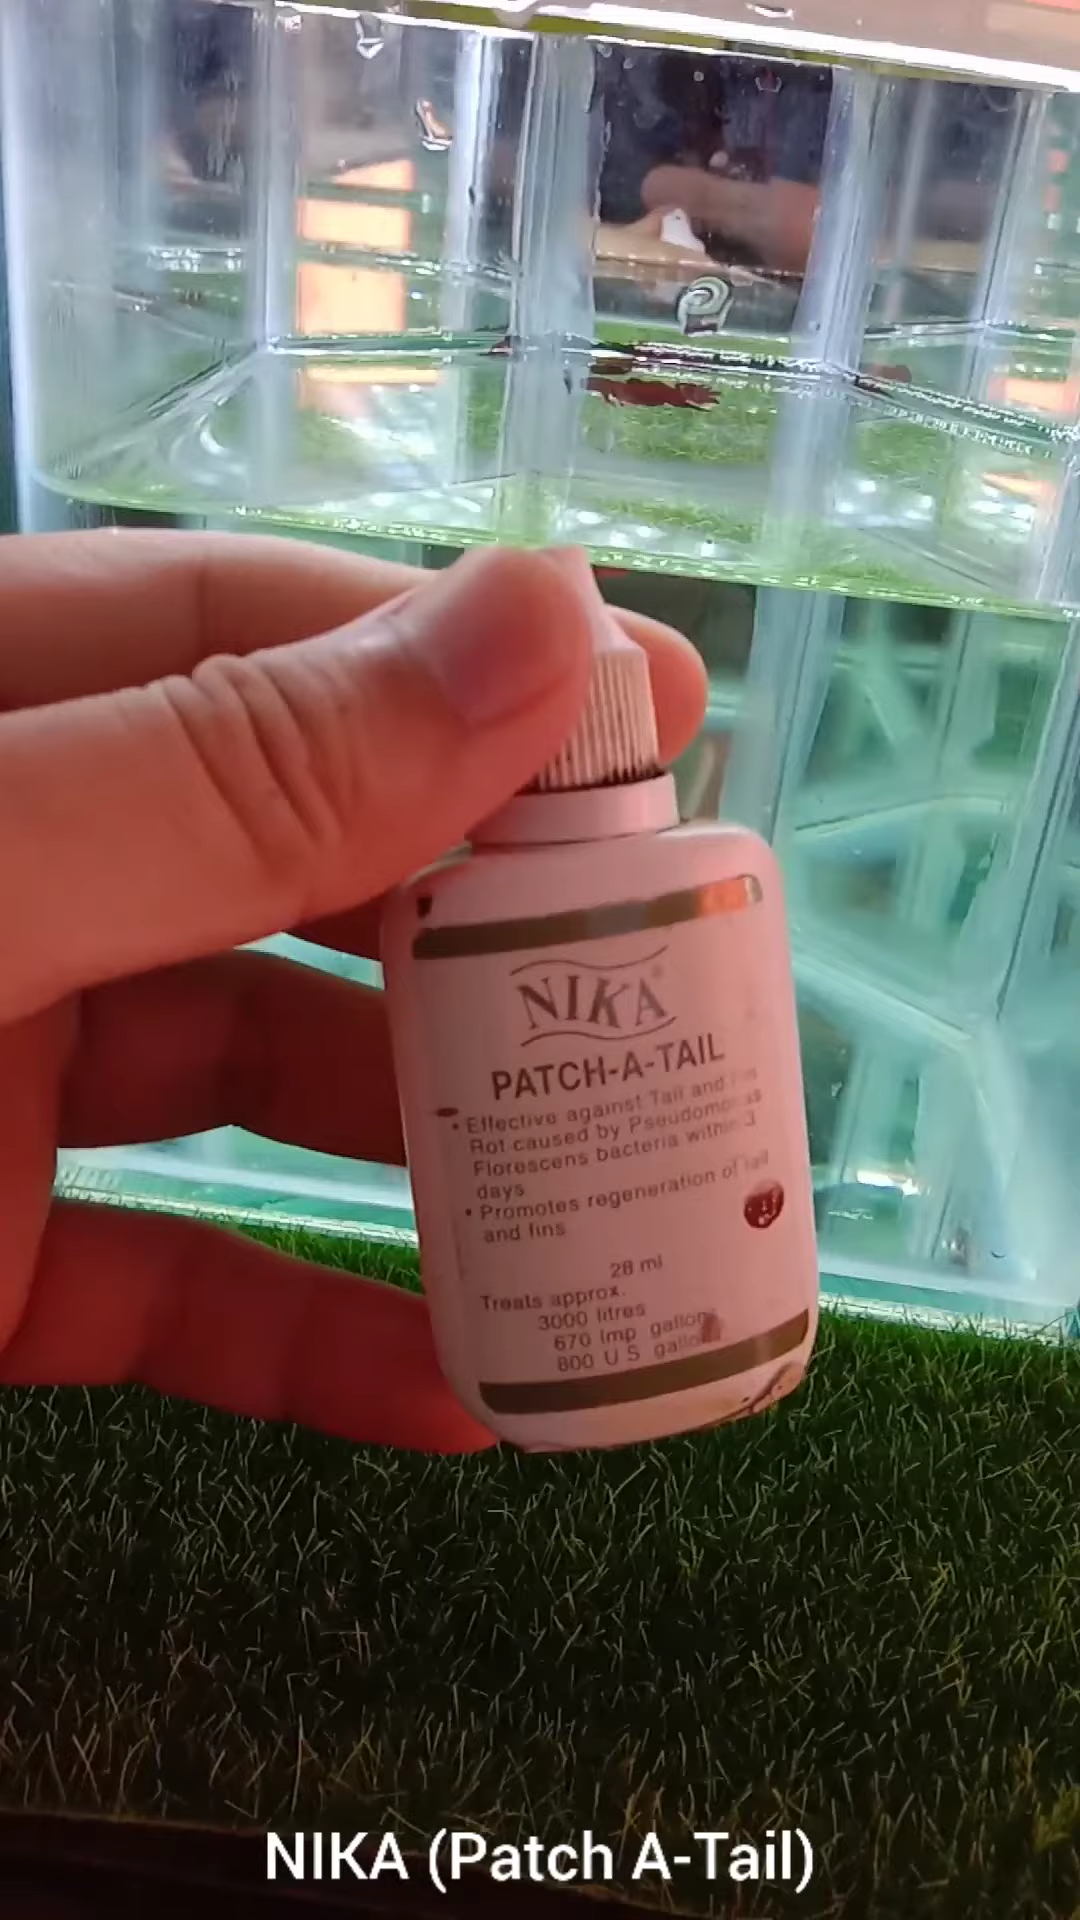 NIKA®
PATCH-A-TAIL
• Effective against Tail and Fin
Rot caused by Pseudomonas
Florescens bacteria within 3
days
• Promotes regeneration of tail
and fins
28 ml
Treats approx.
3000 litres
670 Imp gallons
800 U S gallons
NIKA (Patch A-Tail)